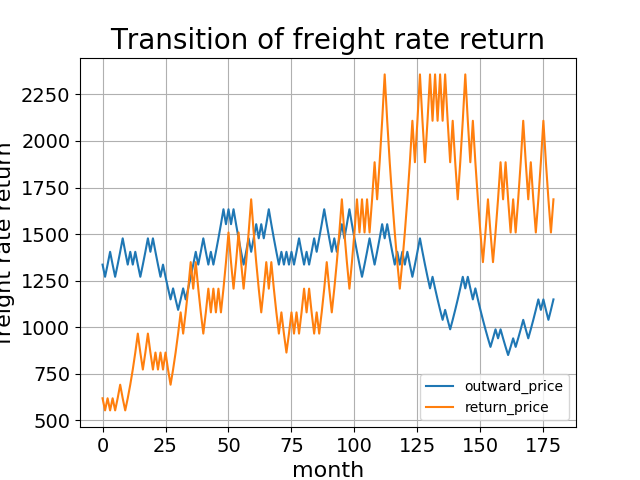 Transition of freight rate return
freight rate return
2250
2000
1750
1500
1250
1000
750
500
outward_price
return_price
0 25 50 75 100 125 150 175
month